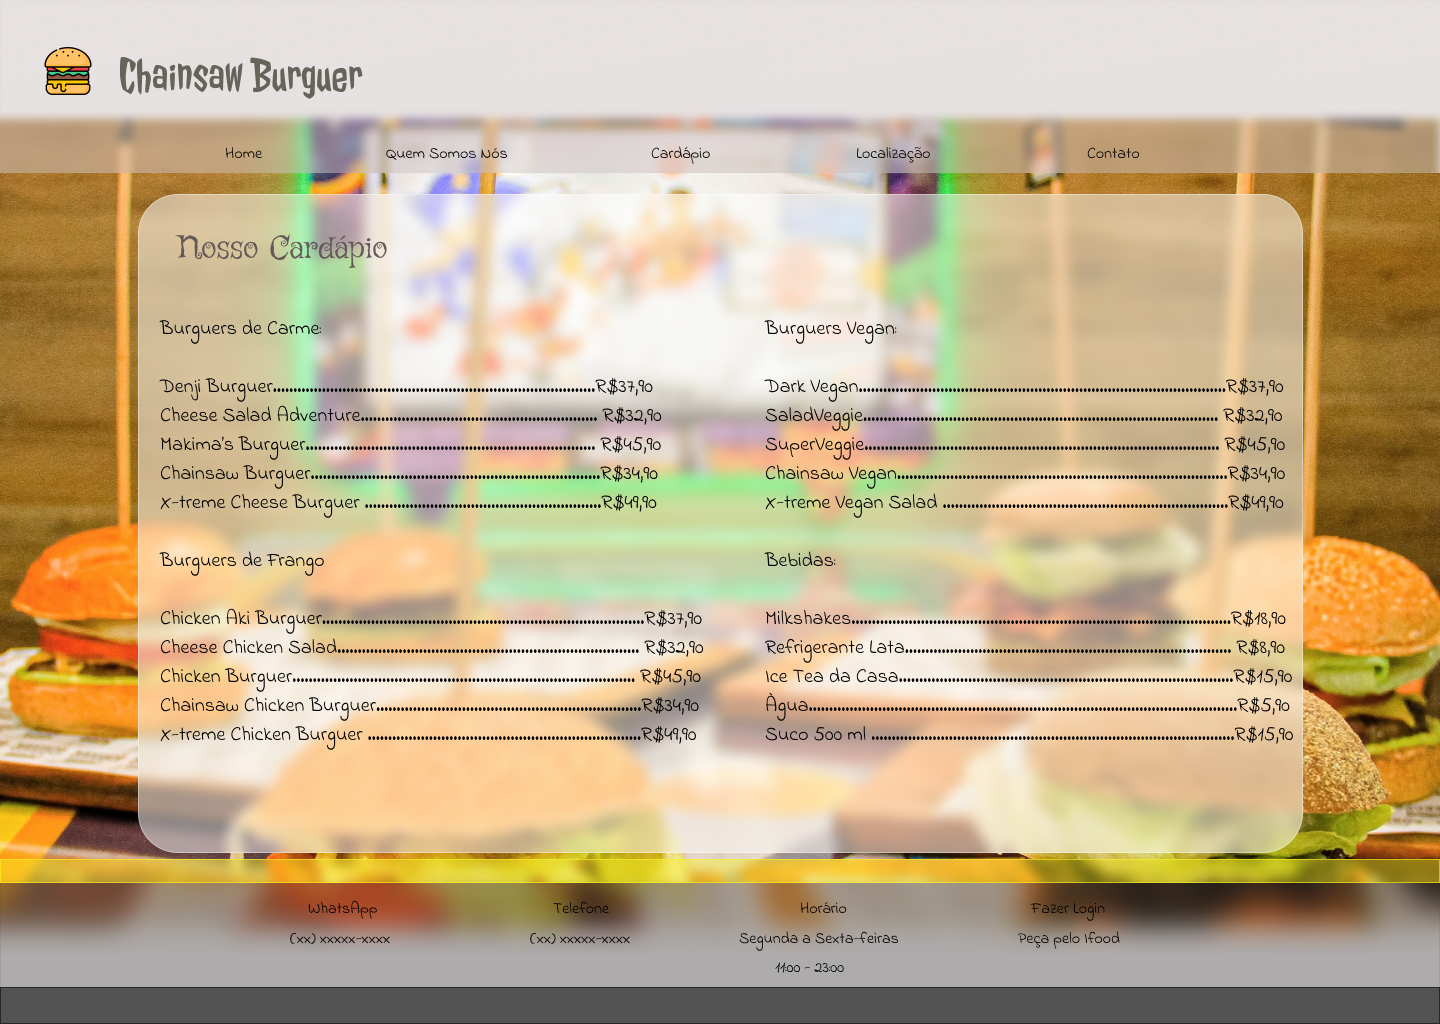 Chainsaw Burguer
Home
Quem Somos Nós
Cardápio
Localização
Contato
Nosso Cardápio
Burguers de Carme:
Denji Burguer................................................................................R$37,90
Cheese Salad Adventure........................................................... R$32,90
Makima's Burguer........................................................................ R$45,90
Chainsaw Burguer........................................................................R$34,90
X-treme Cheese Burguer ...........................................................R$49,90
Burguers de Frango
Chicken Aki Burguer................................................................................R$37,90
Cheese Chicken Salad........................................................................... R$32,90
Chicken Burguer..................................................................................... R$45,90
Chainsaw Chicken Burguer..................................................................R$34,90
X-treme Chicken Burguer ....................................................................R$49,90
Burguers Vegan:
Dark Vegan...........................................................................................R$37,90
SaladVeggie........................................................................................ R$32,90
SuperVeggie........................................................................................ R$45,90
Chainsaw Vegan..................................................................................R$34,90
X-treme Vegan Salad .......................................................................R$49,90
Bebidas:
Milkshakes..............................................................................................R$18,90
Refrigerante Lata................................................................................. R$8,90
Ice Tea da Casa...................................................................................R$15,90
Àgua..........................................................................................................R$5,90
Suco 500 ml ..........................................................................................R$15,90
WhatsApp
(xx) xxxxx-xxxx
Telefone
(xx) xxxxx-xxxx
Horário
Segunda a Sexta-feiras
11:00 - 23:00
Fazer Login
Peça pelo Ifood